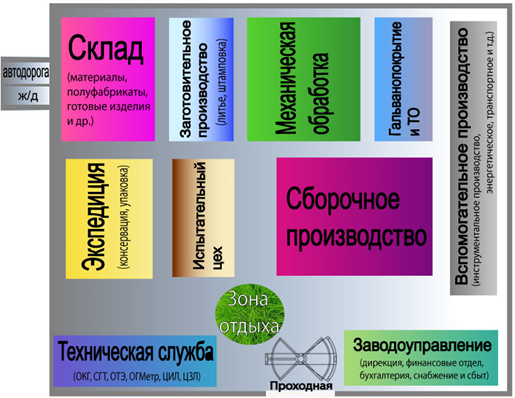 автодорога
ж/д
Склад
(материалы,
полуфабрикаты,
готовые изделия
и др.)
Заготовительное
производство
(литье, штамповка)
Механическая
обработка
Гальванопокрытие
и ТО
Вспомогательное производство
(инструментальное производство,
энергетическое, транспортное и т.д.)
Экспедиция
(консервация, упаковка)
Испытательный
цех
Сборочное
производство
Зона
отдыха
Техническая служба
(ОКГ, СГТ, ОТЭ, ОГМетр, ЦИЛ, ЦЗЛ)
Проходная
Заводоуправление
(дирекция, финансовые отдел,
бухгалтерия, снабжение и сбыт)